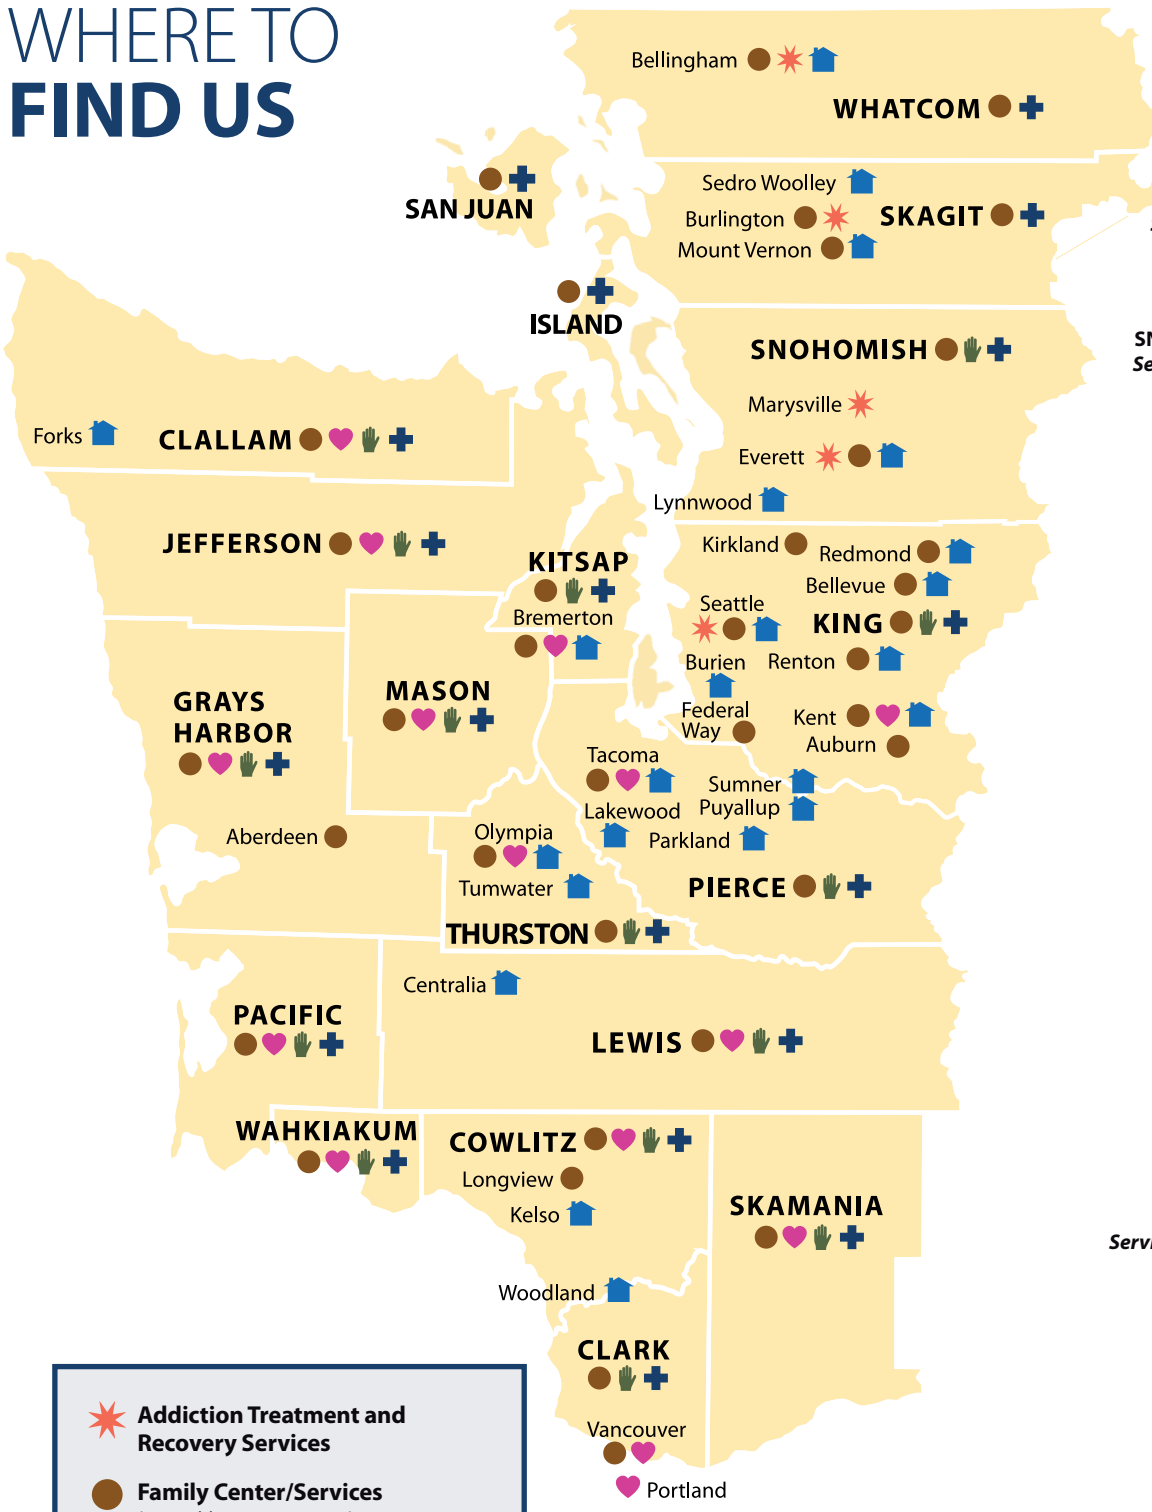 WHERE TO
FIND US
Bellingham
WHATCOM
SAN JUAN
Sedro Woolley
Burlington
SKAGIT
Mount Vernon
ISLAND
SNOHOMISH
SN
Se
Marysville
Everett
Lynnwood
Forks
CLALLAM
JEFFERSON
KITSAP
Bremerton
Kirkland
Redmond
Bellevue
Seattle
KING
Burien
Renton
Federal
Way
Kent
Auburn
GRAYS
HARBOR
MASON
Aberdeen
Tacoma
Sumner
Puyallup
Lakewood
Parkland
Olympia
Tumwater
PIERCE
THURSTON
Centralia
PACIFIC
LEWIS
WAHKIAKUM
COWLITZ
Longview
Kelso
SKAMANIA
Servi
Woodland
CLARK
Vancouver
Portland
Addiction Treatment and
Recovery Services
Family Center/Services